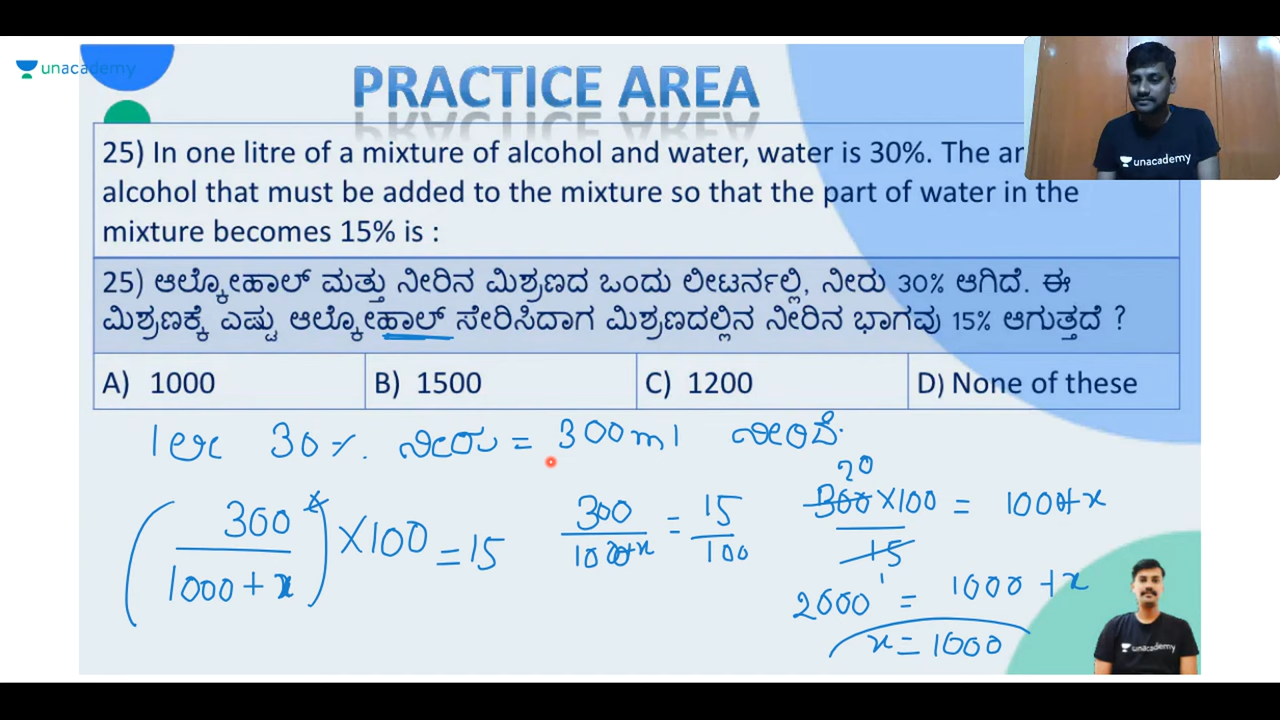 unacademy
PRACTICE AREA
25) In one litre of a mixture of alcohol and water, water is 30%. The
alcohol that must be added to the mixture so that the part of water in the
mixture becomes 15% is :
unacademy
25) ಆಲ್ಕೋಹಾಲ್ ಮತ್ತು ನೀರಿನ ಮಿಶ್ರಣದ ಒಂದು ಲೀಟರ್ನಲ್ಲಿ, ನೀರು 30% ಆಗಿದೆ. ಈ
ಮಿಶ್ರಣಕ್ಕೆ ಎಷ್ಟು ಆಲ್ಕೋಹಾಲ್ ಸೇರಿಸಿದಾಗ ಮಿಶ್ರಣದಲ್ಲಿನ ನೀರಿನ ಭಾಗವು 15% ಆಗುತ್ತದೆ ?
A) 1000 B) 1500 C) 1200 D) None of these
1 ಲೀ 30%. ನೀರು = 300ml ನೀರಿದೆ.
(300/1000+x) ×100 = 15
300/1000+x = 15/100
20
300×100/15 = 1000+x
2000 = 1000 + x
x = 1000
unacademy